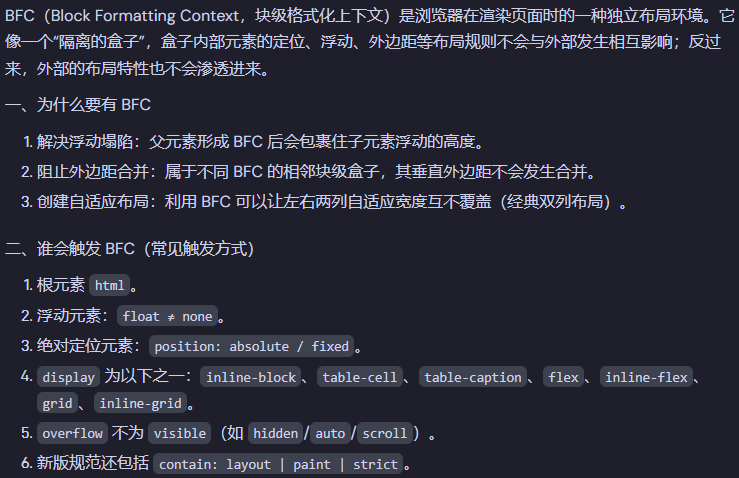 BFC（Block Formatting Context，块级格式化上下文）是浏览器在渲染页面时的一种独立布局环境。它
像一个“隔离的盒子”，盒子内部元素的定位、浮动、外边距等布局规则不会与外部发生相互影响；反过
来，外部的布局特性也不会渗透进来。
一、为什么要有 BFC
1. 解决浮动塌陷：父元素形成 BFC 后会包裹住子元素浮动的高度。
2. 阻止外边距合并：属于不同 BFC 的相邻块级盒子，其垂直外边距不会发生合并。
3. 创建自适应布局：利用 BFC 可以让左右两列自适应宽度互不覆盖（经典双列布局）。
二、谁会触发 BFC（常见触发方式）
1. 根元素 html。
2. 浮动元素：float ≠ none。
3. 绝对定位元素：position: absolute / fixed。
4. display 为以下之一：inline-block、table-cell、table-caption、flex、inline-flex、
grid、inline-grid。
5. overflow 不为 visible（如 hidden/auto/scroll）。
6. 新版规范还包括 contain: layout | paint | strict。